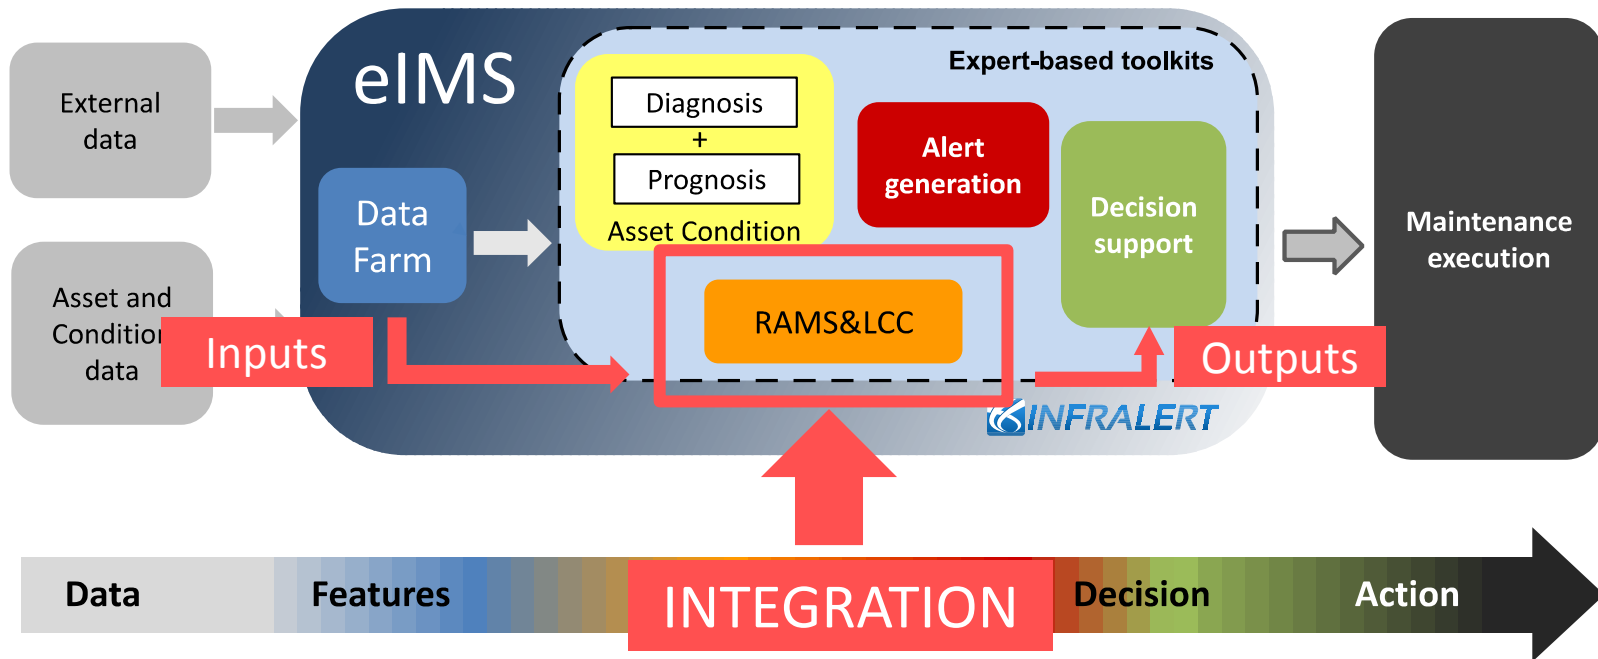 External
data
Asset and
Condition
data
Inputs
eIMS
Data
Farm
Expert-based toolkits
Diagnosis
+
Prognosis
Asset Condition
Alert
generation
Decision
support
RAMS&LCC
Outputs
INFRALERT
Maintenance
execution
Data
Features
INTEGRATION
Decision
Action